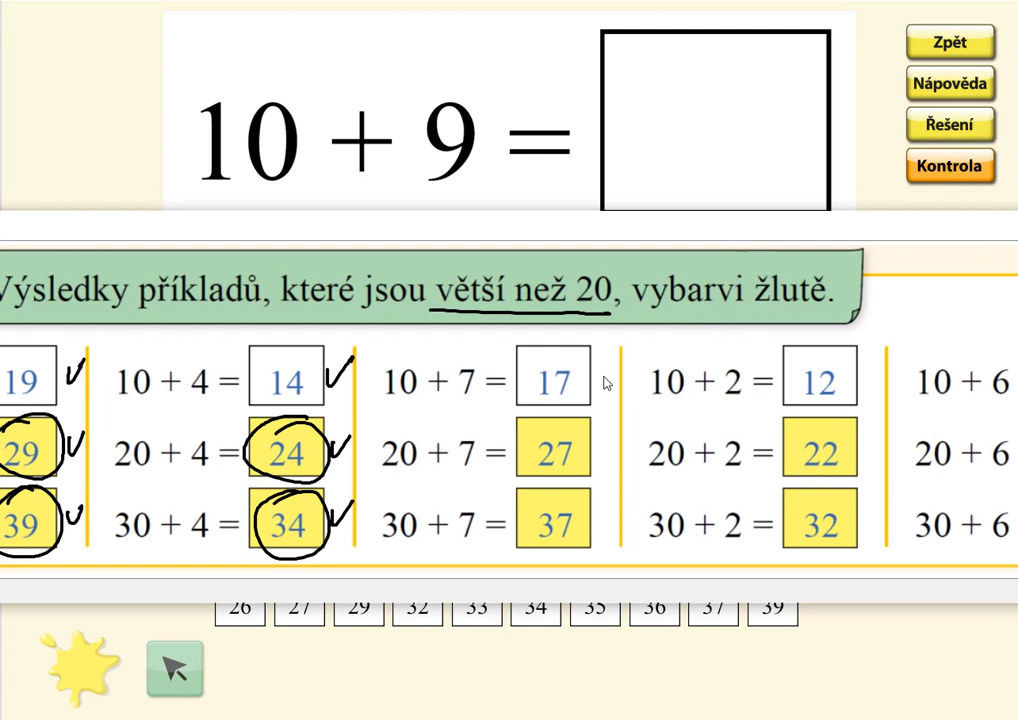 10 + 9 =
Zpět
Nápověda
Řešení
Kontrola
Výsledky příkladů, které jsou větší než 20, vybarvi žlutě.
19 10 + 4 = 14 10 + 7 = 17 10 + 2 = 12 10 + 6
29 20 + 4 = 24 20 + 7 = 27 20 + 2 = 22 20 + 6
39 30 + 4 = 34 30 + 7 = 37 30 + 2 = 32 30 + 6
26 27 29 32 33 34 35 36 37 39